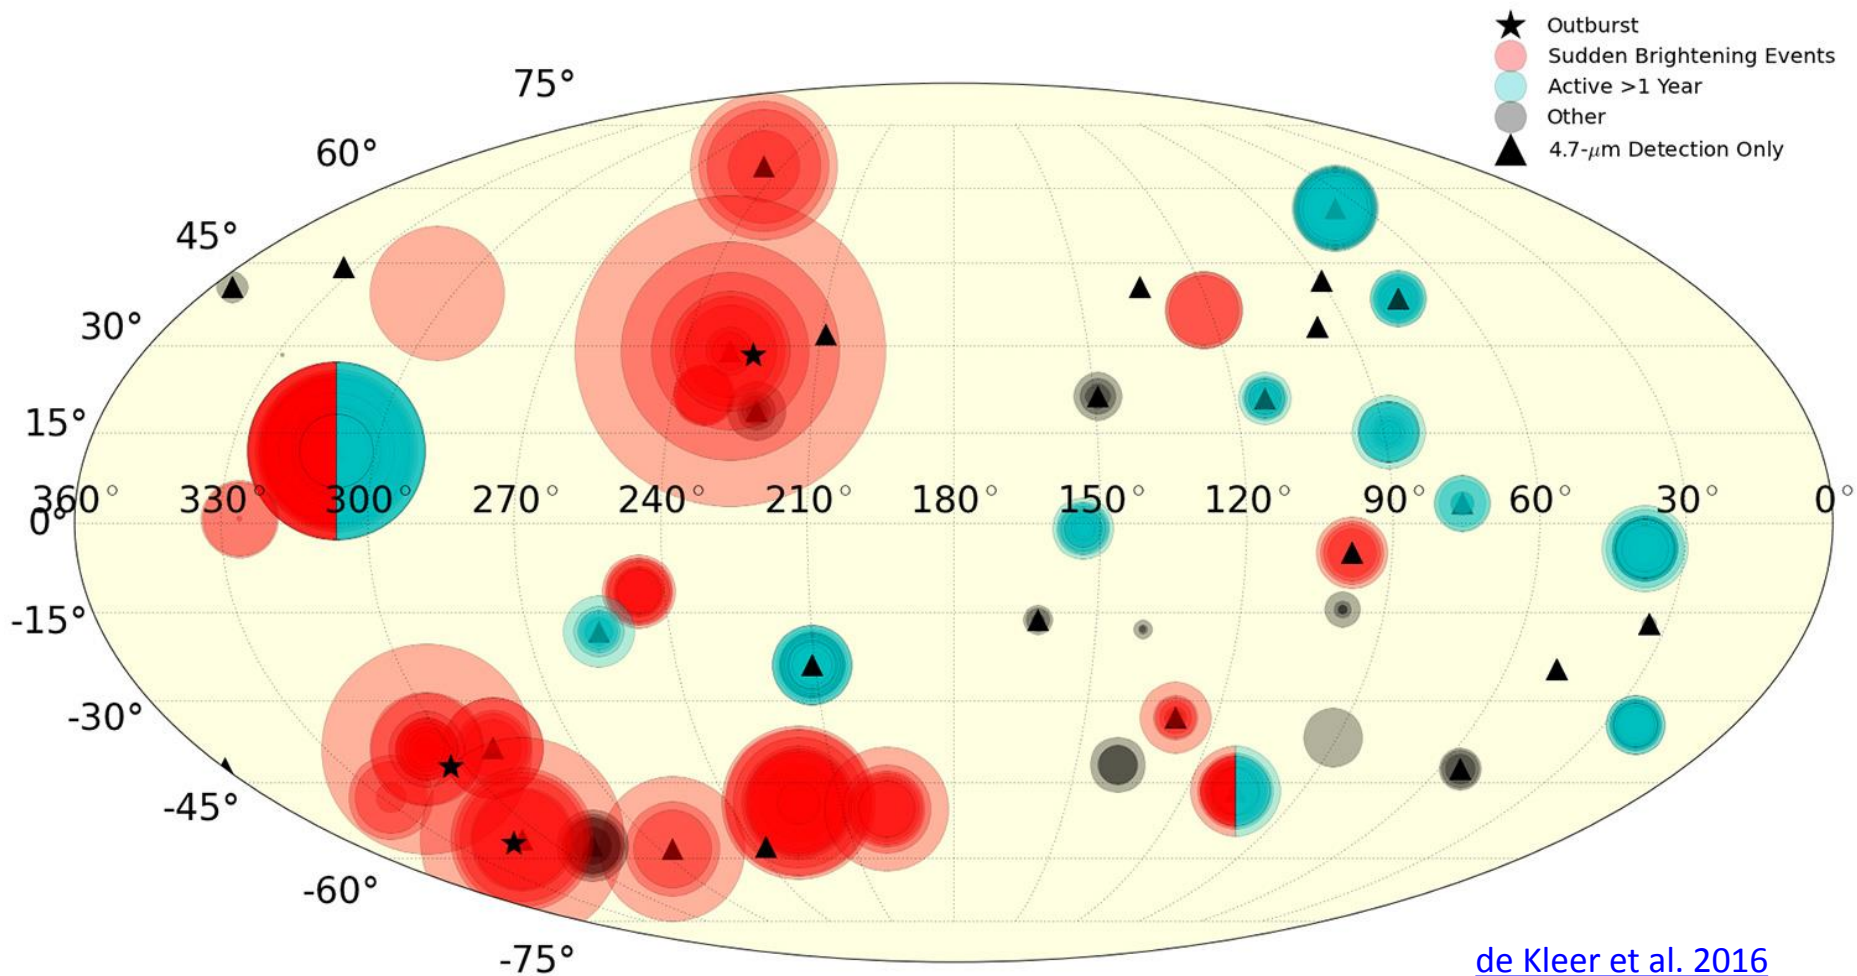 Outburst
Sudden Brightening Events
Active >1 Year
Other
4.7-μm Detection Only
75°
60°
45°
30°
15°
360° 330° 300° 270° 240° 210° 180° 150° 120° 90° 60° 30° 0°
0°
-15°
-30°
-45°
-60°
-75°
de Kleer et al. 2016